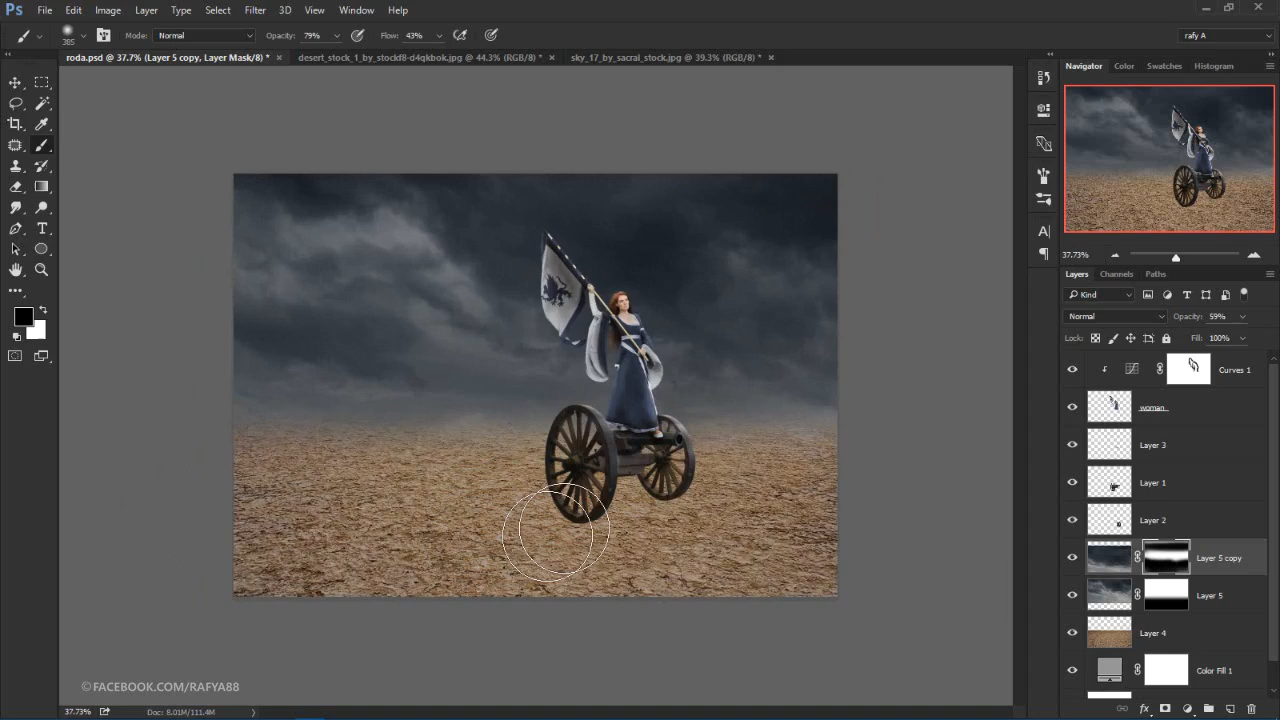 Ps File Edit Image Layer Type Select Filter 3D View Window Help
385 Mode: Normal Opacity: 79% Flow: 43% rafy A
roda.psd @ 37.7% (Layer 5 copy, Layer Mask/8) * × desert_stock_1_by_stockf8-d4qkbok.jpg @ 44.3% (RGB/8) * × sky_17_by_sacral_stock.jpg @ 39.3% (RGB/8) * ×
Navigator Color Swatches Histogram
37.73%
Layers Channels Paths
Kind
Normal Opacity: 59%
Lock: Fill: 100%
Curves 1
woman
Layer 3
Layer 1
Layer 2
Layer 5 copy
Layer 5
Layer 4
Color Fill 1
©FACEBOOK.COM/RAFYA88
37.73% Doc: 8.01M/111.4M